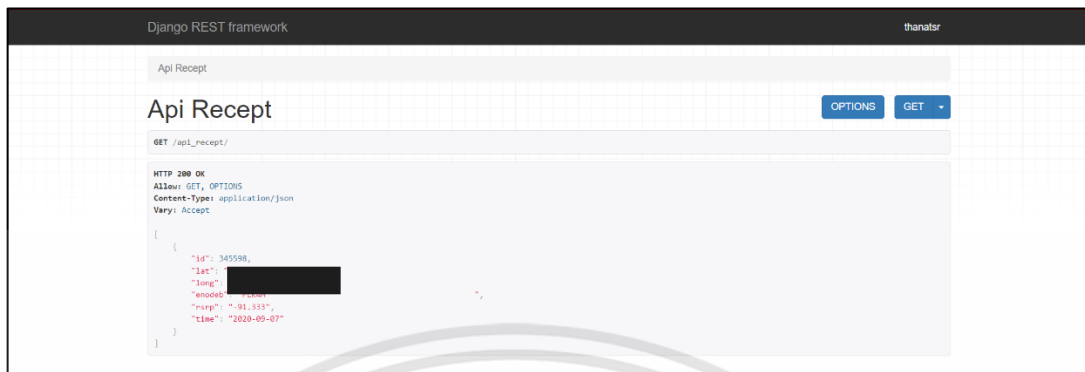 Django REST framework thanatsr
Api Recept
Api Recept OPTIONS GET
GET /api_recept/
HTTP 200 OK
Allow: GET, OPTIONS
Content-Type: application/json
Vary: Accept
[
{
"id": 345598,
"lat": "
"long":
"enodeb": ",
"rsrp": "-91.333",
"time": "2020-09-07"
}
]